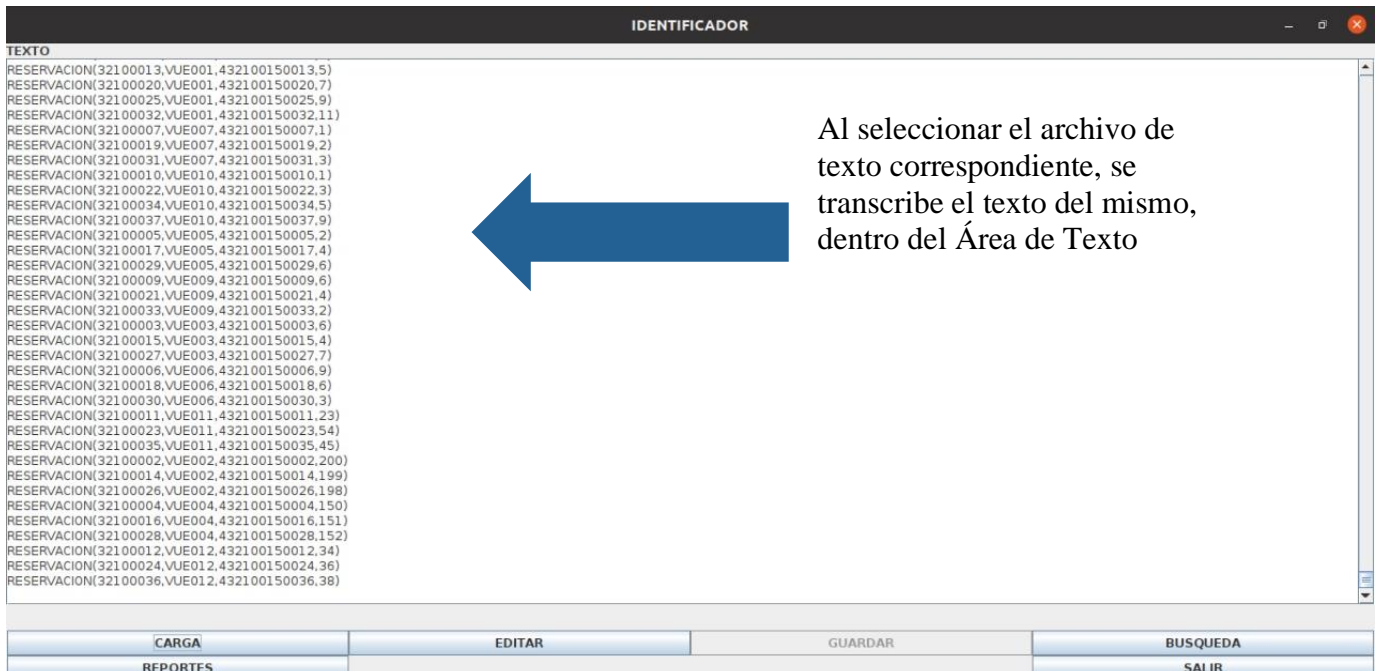 IDENTIFICADOR
TEXTO
RESERVACION(32100013,VUE001,432100150013,5)
RESERVACION(32100020,VUE001,432100150020,7)
RESERVACION(32100025,VUE001,432100150025,9)
RESERVACION(32100032,VUE001,432100150032,11)
RESERVACION(32100007,VUE007,432100150007,1)
RESERVACION(32100019,VUE007,432100150019,2)
RESERVACION(32100031,VUE007,432100150031,3)
RESERVACION(32100010,VUE010,432100150010,1)
RESERVACION(32100022,VUE010,432100150022,3)
RESERVACION(32100034,VUE010,432100150034,5)
RESERVACION(32100037,VUE010,432100150037,9)
RESERVACION(32100005,VUE005,432100150005,2)
RESERVACION(32100017,VUE005,432100150017,4)
RESERVACION(32100029,VUE005,432100150029,6)
RESERVACION(32100009,VUE009,432100150009,6)
RESERVACION(32100021,VUE009,432100150021,4)
RESERVACION(32100033,VUE009,432100150033,2)
RESERVACION(32100003,VUE003,432100150003,6)
RESERVACION(32100015,VUE003,432100150015,4)
RESERVACION(32100027,VUE003,432100150027,7)
RESERVACION(32100006,VUE006,432100150006,9)
RESERVACION(32100018,VUE006,432100150018,6)
RESERVACION(32100030,VUE006,432100150030,3)
RESERVACION(32100011,VUE011,432100150011,23)
RESERVACION(32100023,VUE011,432100150023,54)
RESERVACION(32100035,VUE011,432100150035,45)
RESERVACION(32100002,VUE002,432100150002,200)
RESERVACION(32100014,VUE002,432100150014,199)
RESERVACION(32100026,VUE002,432100150026,198)
RESERVACION(32100004,VUE004,432100150004,150)
RESERVACION(32100016,VUE004,432100150016,151)
RESERVACION(32100028,VUE004,432100150028,152)
RESERVACION(32100012,VUE012,432100150012,34)
RESERVACION(32100024,VUE012,432100150024,36)
RESERVACION(32100036,VUE012,432100150036,38)
Al seleccionar el archivo de
texto correspondiente, se
transcribe el texto del mismo,
dentro del Área de Texto
CARGA
EDITAR
GUARDAR
BUSQUEDA
REPORTES
SALIR